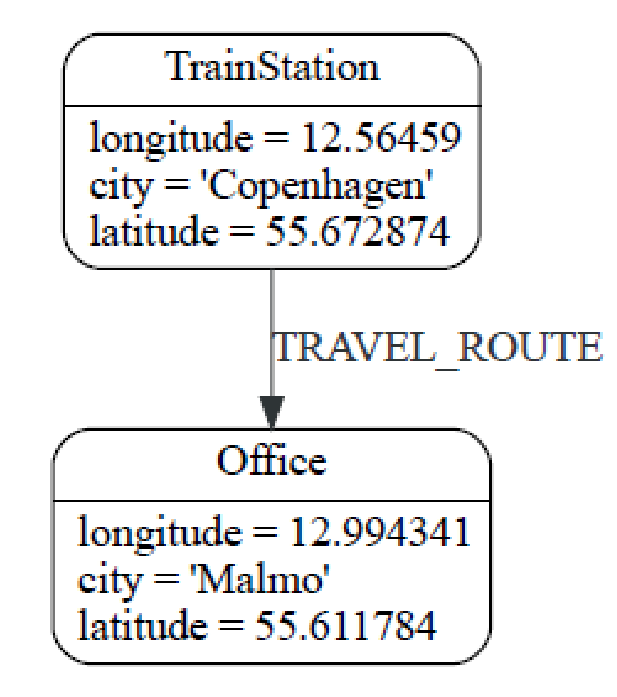 TrainStation
longitude = 12.56459
city = 'Copenhagen'
latitude = 55.672874
TRAVEL_ROUTE
Office
longitude = 12.994341
city = 'Malmo'
latitude = 55.611784